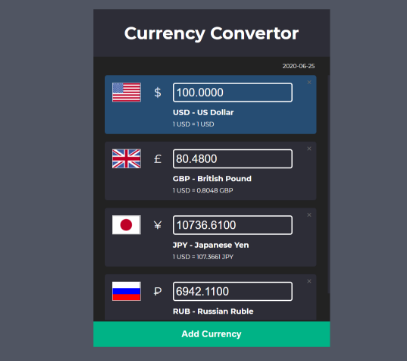 Currency Convertor
2020-06-25
×
$ 100.0000
USD - US Dollar
1 USD = 1 USD
×
£ 80.4800
GBP - British Pound
1 USD = 0.8048 GBP
×
¥ 10736.6100
JPY - Japanese Yen
1 USD = 107.3661 JPY
×
₽ 6942.1100
RUB - Russian Ruble
Add Currency